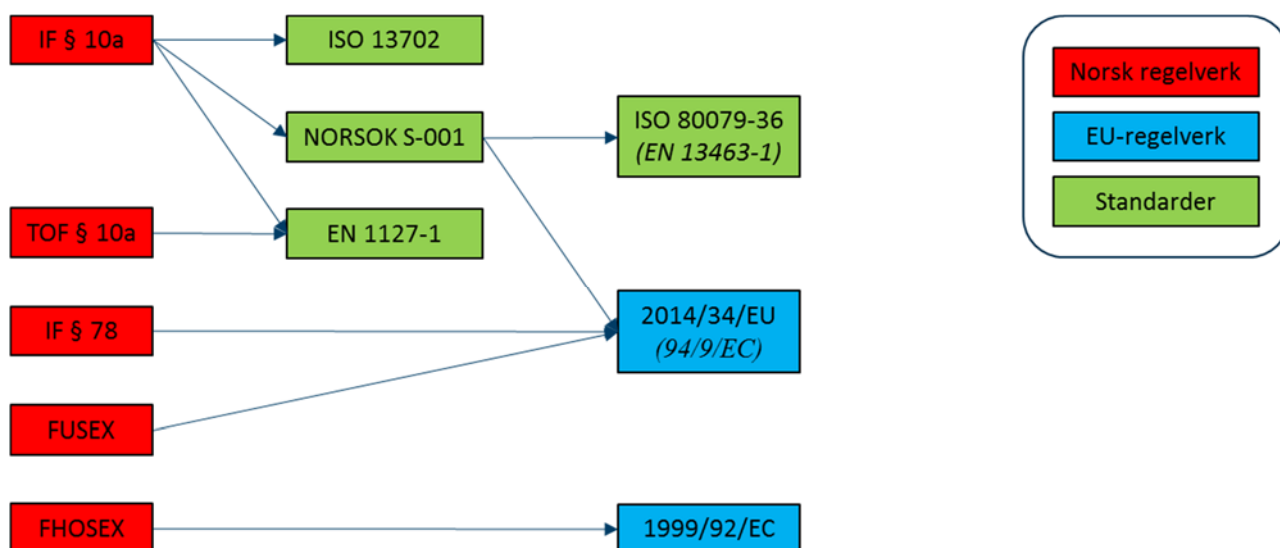 IF § 10a
ISO 13702
NORSOK S-001
ISO 80079-36
(EN 13463-1)
TOF § 10a
EN 1127-1
IF § 78
2014/34/EU
(94/9/EC)
FUSEX
FHOSEX
1999/92/EC
Norsk regelverk
EU-regelverk
Standarder